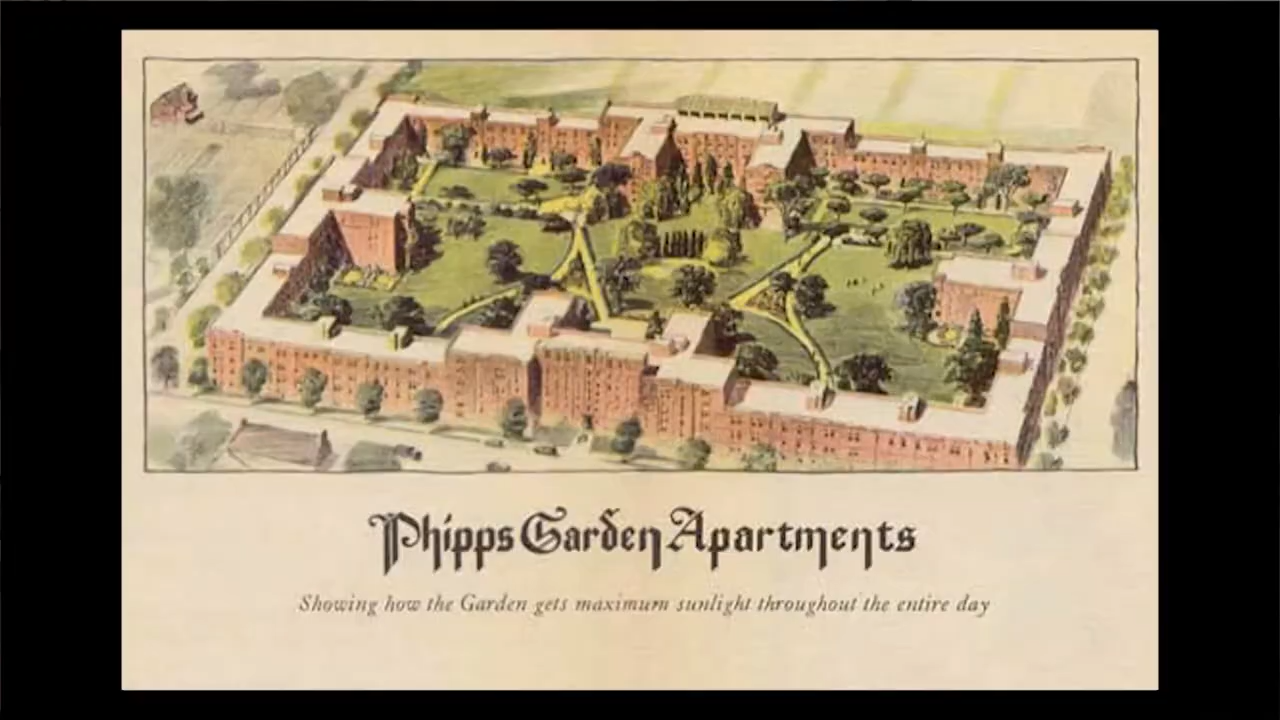 Phipps Garden Apartments
Showing how the Garden gets maximum sunlight throughout the entire day